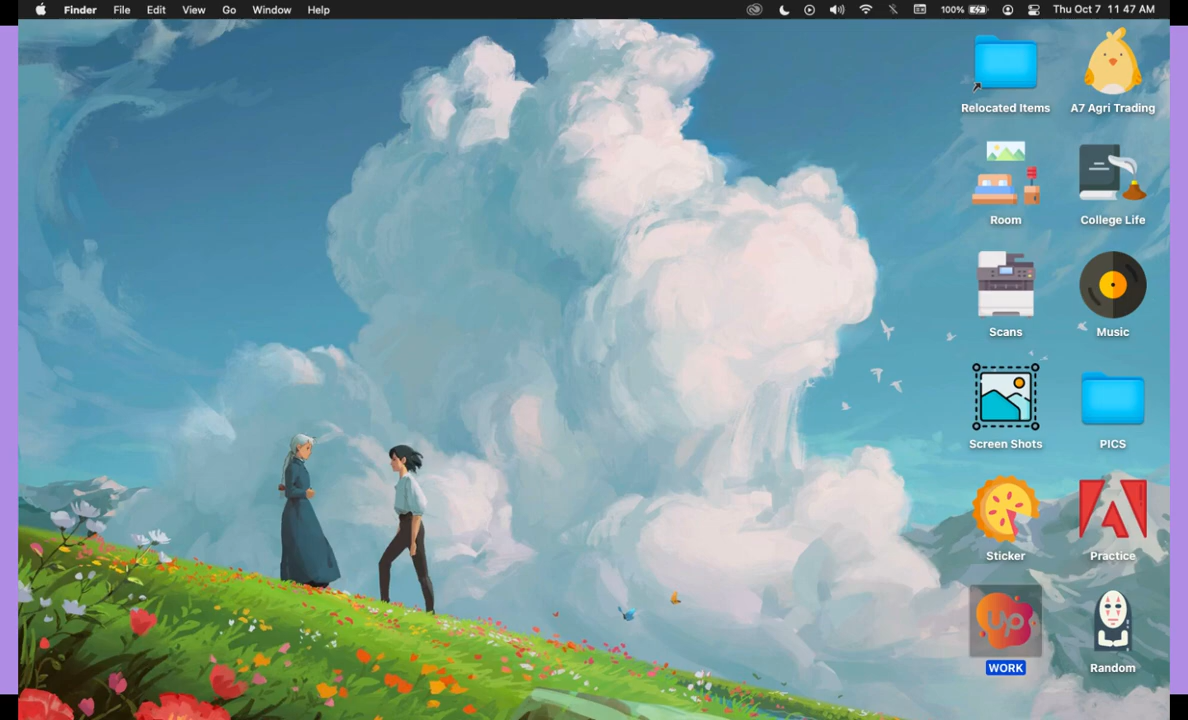 Finder File Edit View Go Window Help 100% Thu Oct 7 11 47 AM
Relocated Items A7 Agri Trading
Room College Life
Scans Music
Screen Shots PICS
Sticker Practice
up
WORK Random